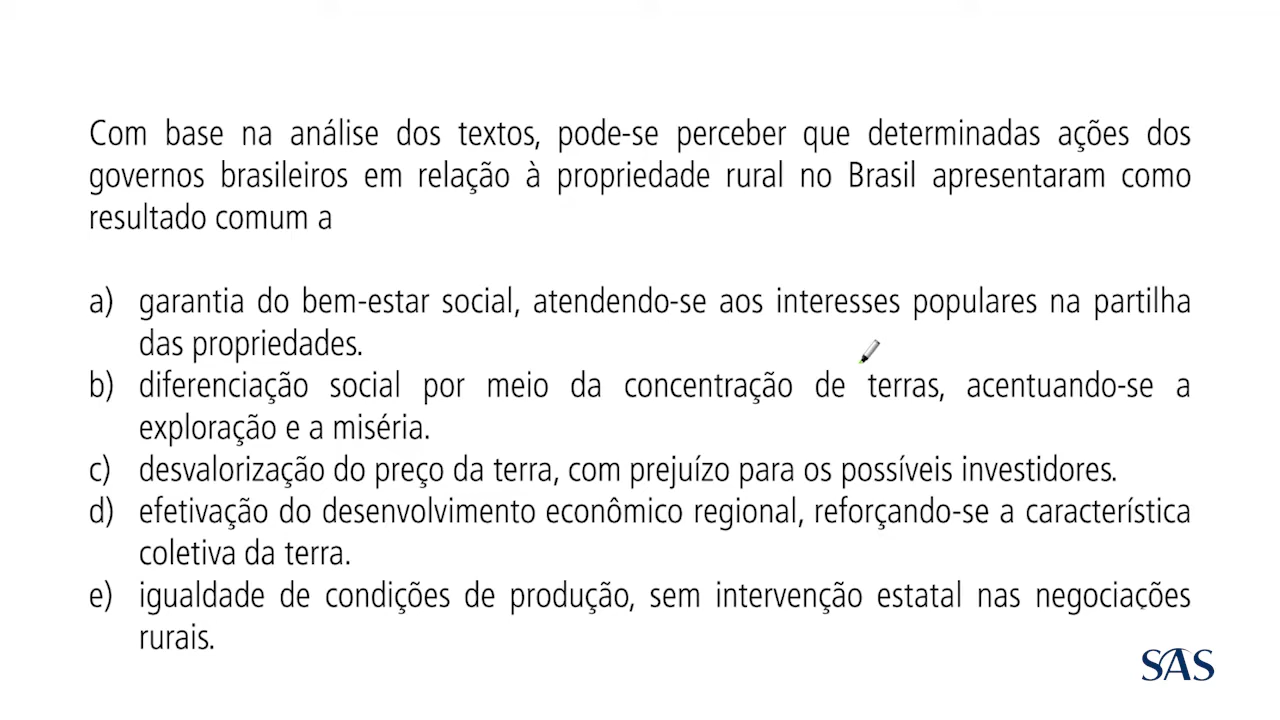 Com base na análise dos textos, pode-se perceber que determinadas ações dos
governos brasileiros em relação à propriedade rural no Brasil apresentaram como
resultado comum a
a) garantia do bem-estar social, atendendo-se aos interesses populares na partilha
das propriedades.
b) diferenciação social por meio da concentração de terras, acentuando-se a
exploração e a miséria.
c) desvalorização do preço da terra, com prejuízo para os possíveis investidores.
d) efetivação do desenvolvimento econômico regional, reforçando-se a característica
coletiva da terra.
e) igualdade de condições de produção, sem intervenção estatal nas negociações
rurais.
SAS